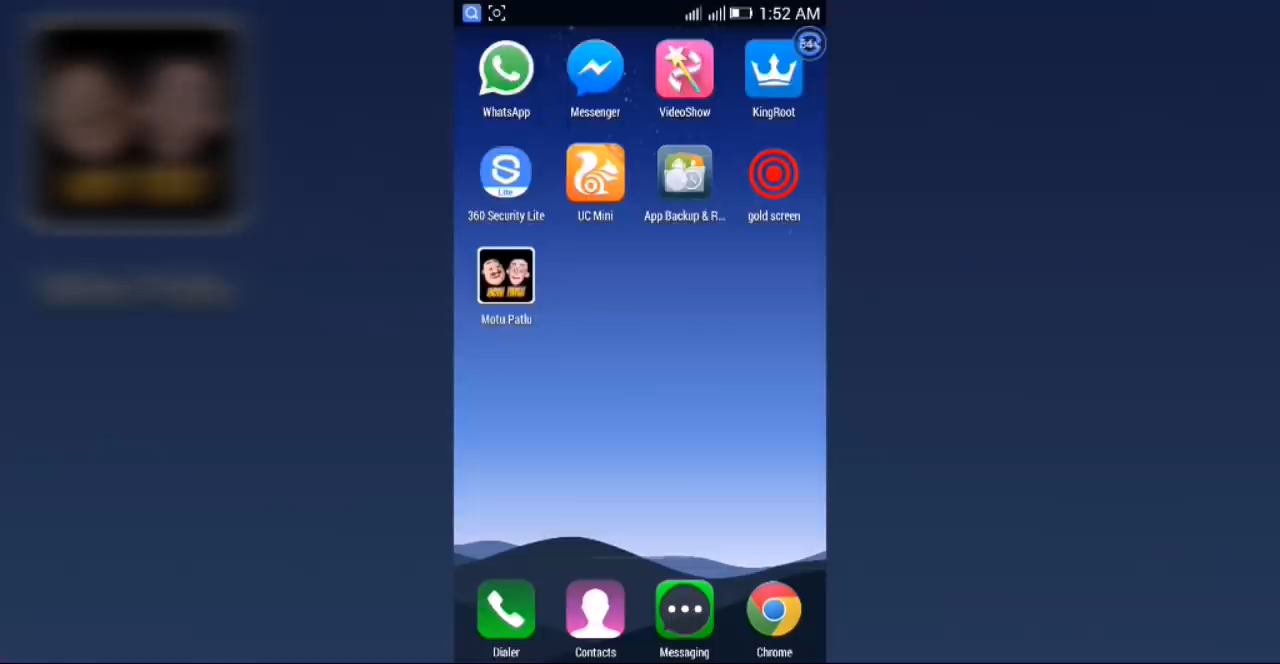 1:52 AM
WhatsApp
Messenger
VideoShow
KingRoot
Lite
360 Security Lite
UC Mini
App Backup & R...
gold screen
Motu Patlu
Dialer
Contacts
Messaging
Chrome